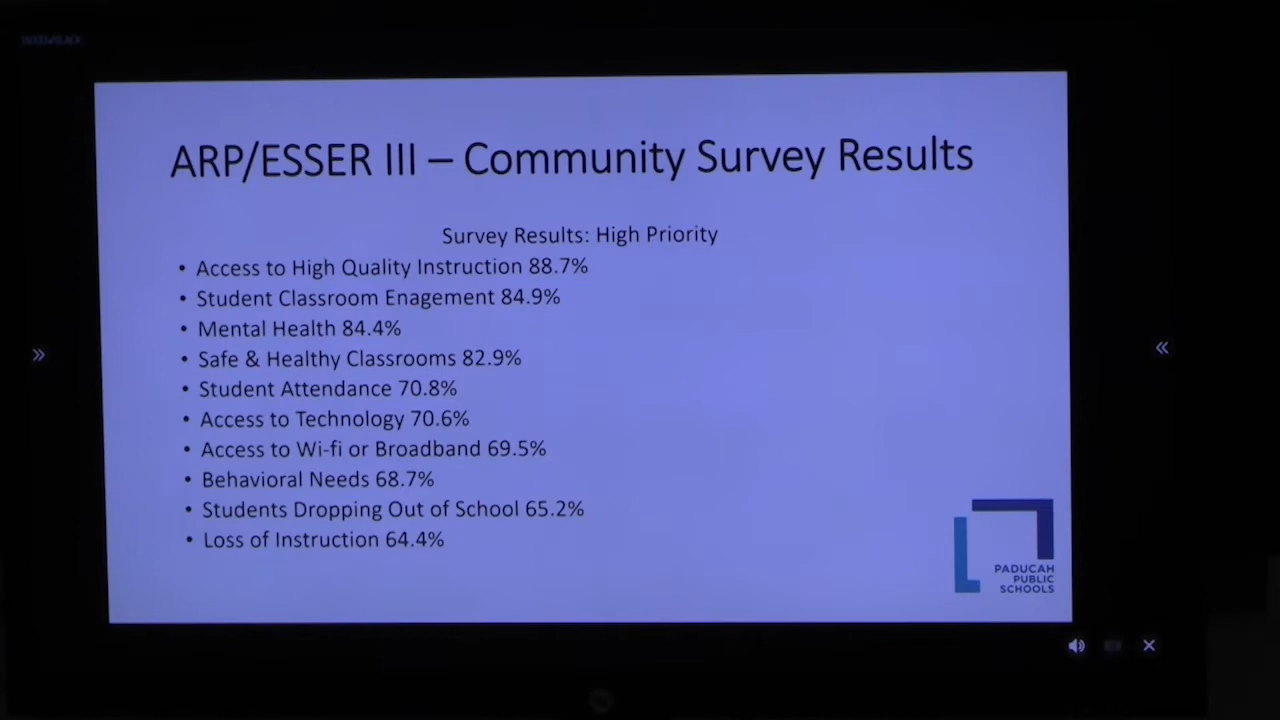 ARP/ESSER III – Community Survey Results
Survey Results: High Priority
• Access to High Quality Instruction 88.7%
• Student Classroom Enagement 84.9%
• Mental Health 84.4%
• Safe & Healthy Classrooms 82.9%
• Student Attendance 70.8%
• Access to Technology 70.6%
• Access to Wi-fi or Broadband 69.5%
• Behavioral Needs 68.7%
• Students Dropping Out of School 65.2%
• Loss of Instruction 64.4%
PADUCAH
PUBLIC
SCHOOLS